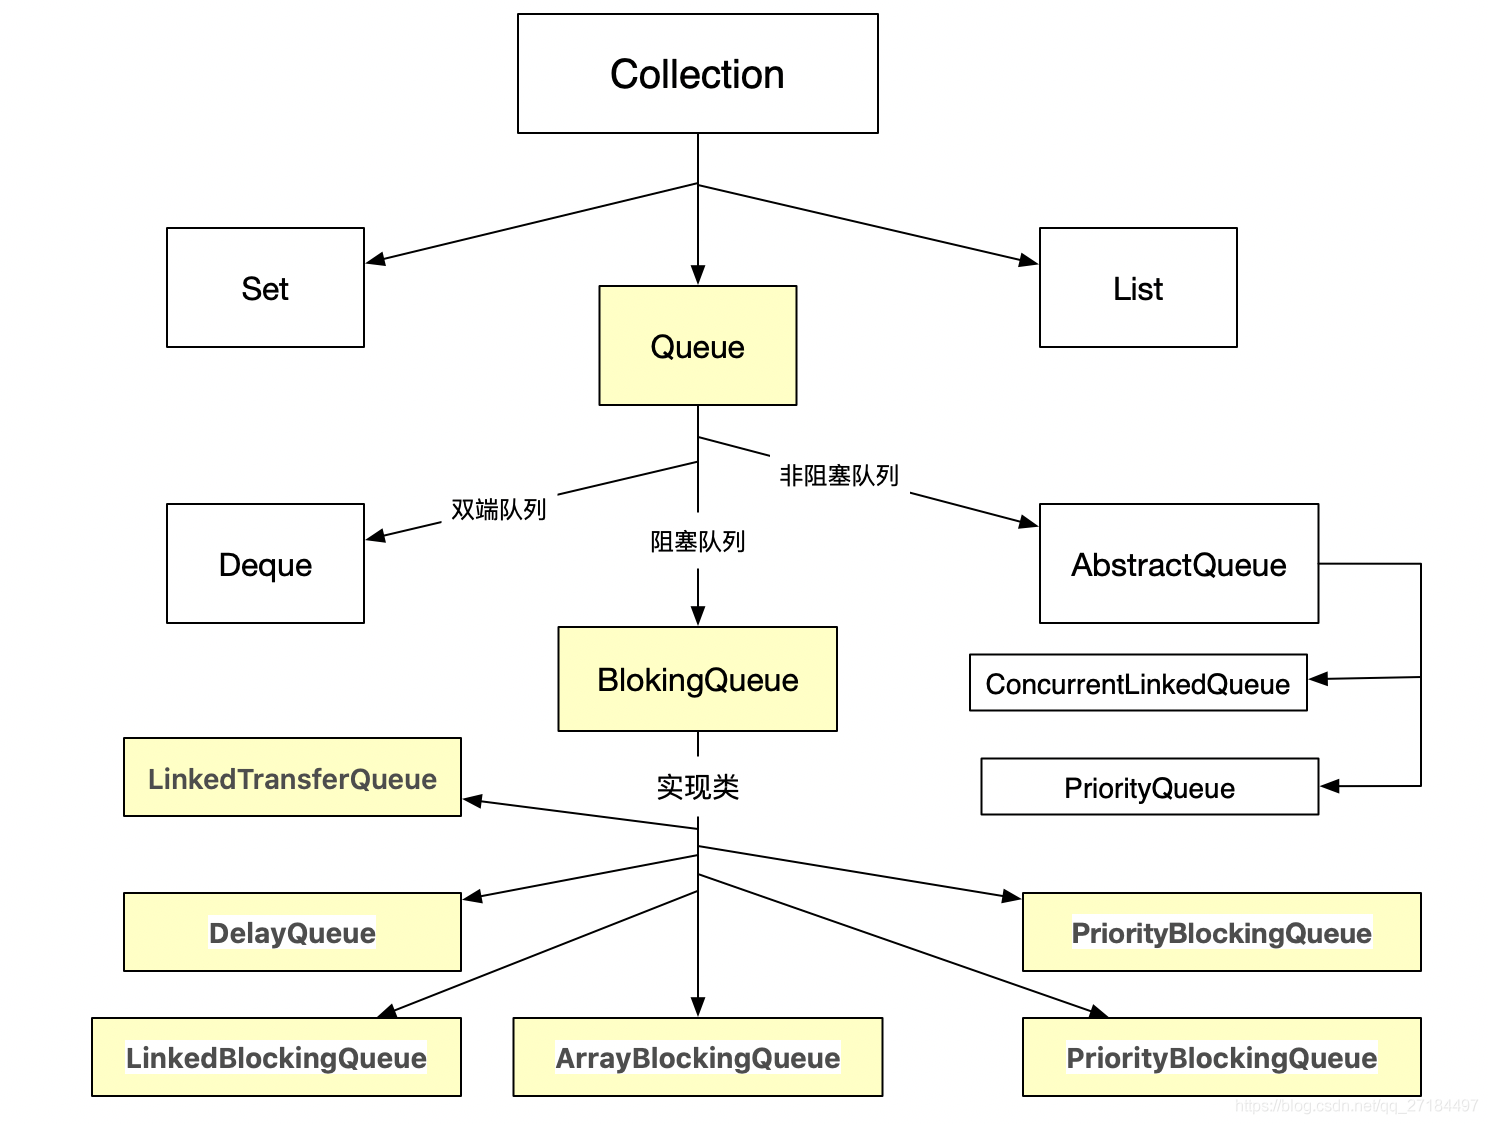 Collection
Set
List
Queue
非阻塞队列
双端队列
阻塞队列
Deque
AbstractQueue
BlokingQueue
ConcurrentLinkedQueue
LinkedTransferQueue
实现类
PriorityQueue
DelayQueue
PriorityBlockingQueue
LinkedBlockingQueue
ArrayBlockingQueue
PriorityBlockingQueue
https://blog.csdn.net/qq_27184497